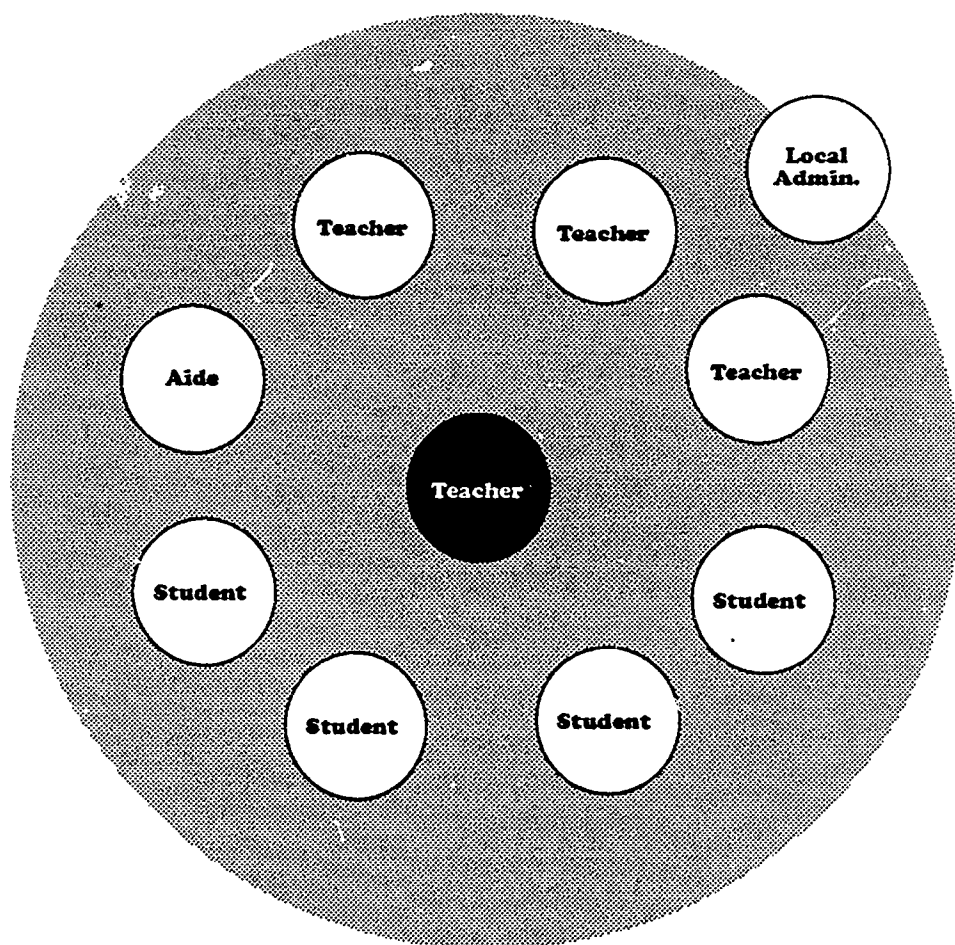 Local
Admin.
Teacher
Teacher
Teacher
Aide
Teacher
Student
Student
Student
Student